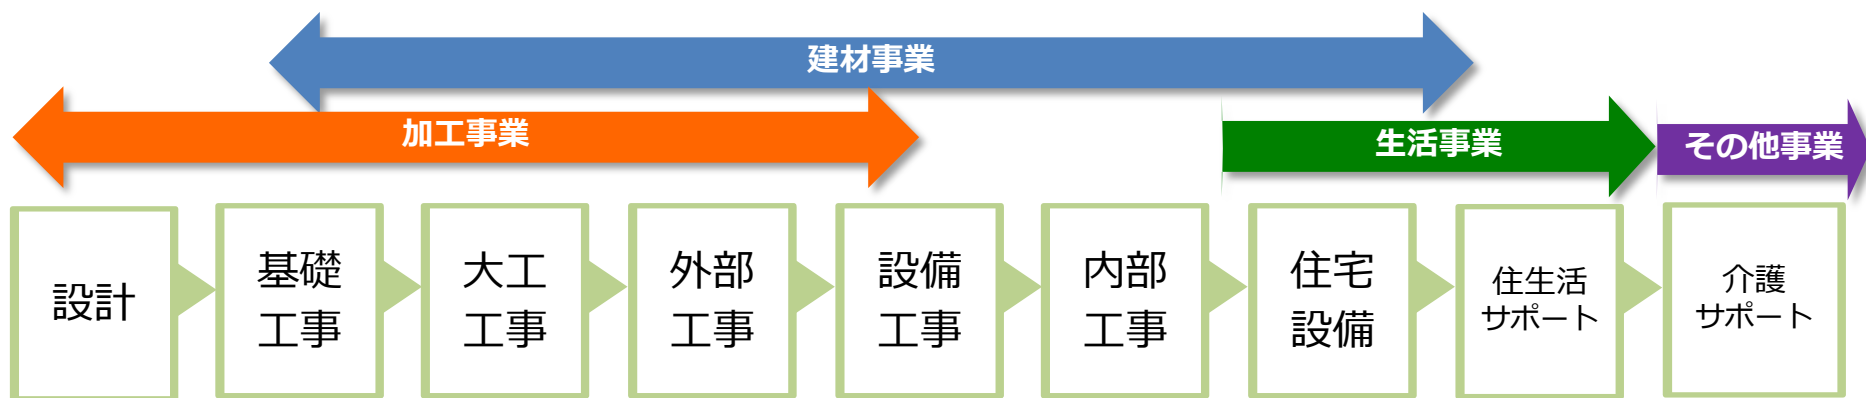 建材事業
加工事業
生活事業
その他事業
設計
基礎
工事
大工
工事
外部
工事
設備
工事
内部
工事
住宅
設備
住生活
サポート
介護
サポート